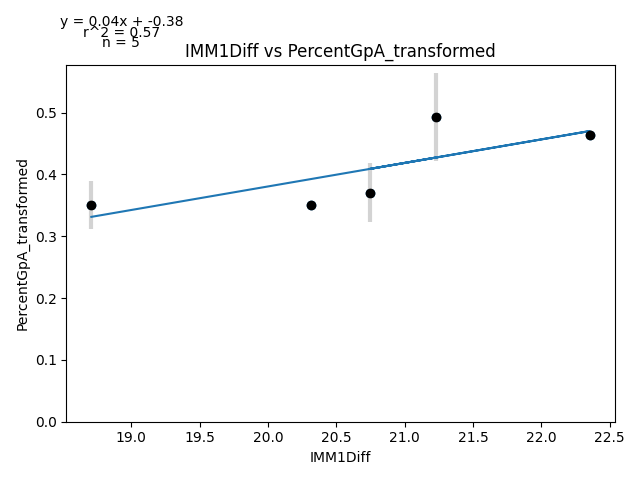 y = 0.04x + -0.38
r^2 = 0.57
n = 5
IMM1Diff vs PercentGpA_transformed
PercentGpA_transformed
0.5
0.4
0.3
0.2
0.1
0.0
19.0 19.5 20.0 20.5 21.0 21.5 22.0 22.5
IMM1Diff